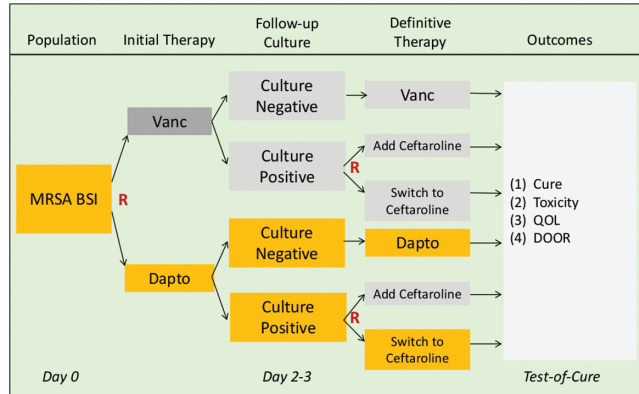 Population
Initial Therapy
Follow-up
Culture
Definitive
Therapy
Outcomes
MRSA BSI
R
Vanc
Dapto
Culture
Negative
Culture
Positive
R
Culture
Negative
Culture
Positive
R
Vanc
Add Ceftaroline
Switch to
Ceftaroline
Dapto
Add Ceftaroline
Switch to
Ceftaroline
(1) Cure
(2) Toxicity
(3) QOL
(4) DOOR
Day 0
Day 2-3
Test-of-Cure